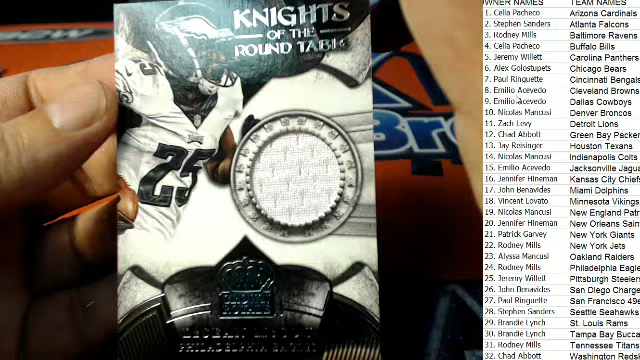 KNIGHTS
OF THE
ROUND TABLE
25
CROWN
ROYALE
PHILADELPHIA EAGLES
OWNER NAMES TEAM NAMES
1. Celia Pacheco Arizona Cardinals
2. Stephen Sanders Atlanta Falcons
3. Rodney Mills Baltimore Ravens
4. Celia Pacheco Buffalo Bills
5. Jeremy Willett Carolina Panthers
6. Alex Golostupets Chicago Bears
7. Paul Ringuette Cincinnati Bengals
8. Emilio Acevedo Cleveland Browns
9. Emilio Acevedo Dallas Cowboys
10. Nicolas Mancusi Denver Broncos
11. Zach Levy Detroit Lions
12. Chad Abbott Green Bay Packer
13. Jay Reisinger Houston Texans
14. Nicolas Mancusi Indianapolis Colts
15. Emilio Acevedo Jacksonville Jagua
16. Jennifer Hineman Kansas City Chiefs
17. John Benavides Miami Dolphins
18. Vincent Lovato Minnesota Vikings
19. Nicolas Mancusi New England Patr
20. Jennifer Hineman New Orleans Saint
21. Patrick Garvey New York Giants
22. Rodney Mills New York Jets
23. Alyssa Mancusi Oakland Raiders
24. Rodney Mills Philadelphia Eagle
25. Jeremy Willett Pittsburgh Steelers
26. John Benavides San Diego Charge
27. Paul Ringuette San Francisco 49e
28. Stephen Sanders Seattle Seahawks
29. Brandie Lynch St. Louis Rams
30. Brandie Lynch Tampa Bay Bucca
31. Rodney Mills Tennessee Titans
32. Chad Abbott Washington Reds